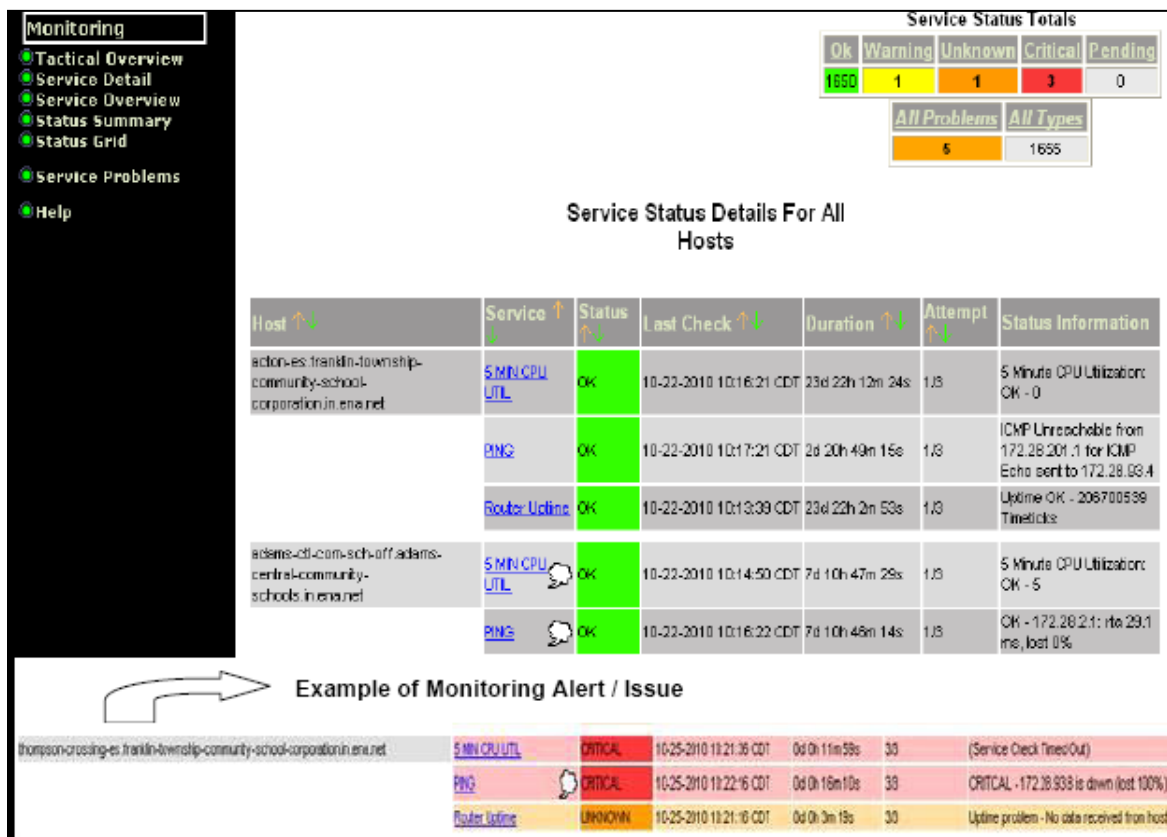 Monitoring
Tactical Overview
Service Detail
Service Overview
Status Summary
Status Grid
Service Problems
Help
Service Status Totals
Ok Warning Unknown Critical Pending
1650 1 1 3 0
All Problems All Types
5 1655
Service Status Details For All
Hosts
Host Service Status Last Check Duration Attempt Status Information
acton-es.franklin-township-
community-school-
corporation.in.ena.net
5 MIN CPU
UTIL
OK 10-22-2010 10:16:21 CDT 23d 22h 12m 24s 1/3
5 Minute CPU Utilization:
OK - 0
PING OK 10-22-2010 10:17:21 CDT 2d 20h 49m 15s 1/3
ICMP Unreachable from
172.28.201.1 for ICMP
Echo sent to 172.28.93.4
Router Uptime OK 10-22-2010 10:13:39 CDT 23d 22h 2m 53s 1/3
Uptime OK - 206700539
Timeticks
adams-ctl-com-sch-off.adams-
central-community-
schools.in.ena.net
5 MIN CPU
UTIL
OK 10-22-2010 10:14:50 CDT 7d 10h 47m 29s 1/3
5 Minute CPU Utilization:
OK - 5
PING OK 10-22-2010 10:16:22 CDT 7d 10h 46m 14s 1/3
OK - 172.28.2.1: rta 29.1
ms, lost 0%
Example of Monitoring Alert / Issue
thompson-crossing-es.franklin-township-community-school-corporation.in.ena.net 5 MIN CPU UTIL CRITICAL 10-25-2010 13:21:36 CDT 0d 0h 11m 59s (Service Check Timed Out)
PING CRITICAL 10-25-2010 13:22:16 CDT 0d 0h 16m 10s CRITICAL - is down (lost 100%)
Router Uptime UNKNOWN 10-25-2010 13:21:16 CDT 0d 0h 3m 19s Uptime problem - No data received from host